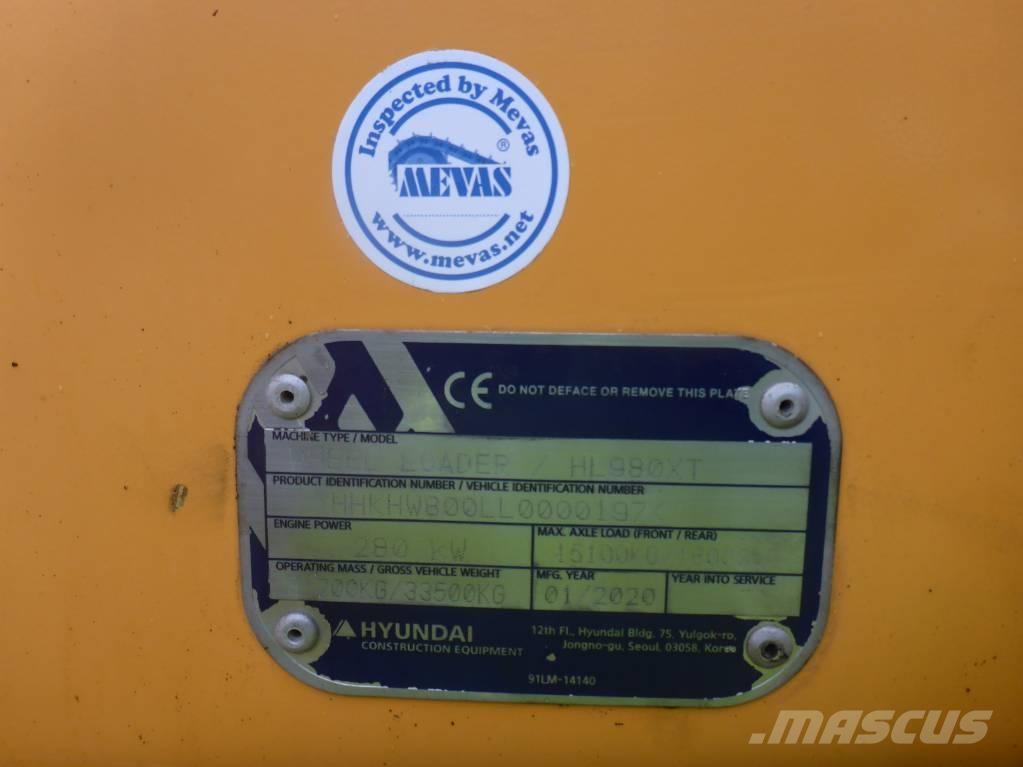 Inspected by Mevas
®
MEVAS
www.mevas.net
CE DO NOT DEFACE OR REMOVE THIS PLATE
MACHINE TYPE / MODEL
WHEEL LOADER / HL980XT
PRODUCT IDENTIFICATION NUMBER / VEHICLE IDENTIFICATION NUMBER
ENGINE POWER
MAX. AXLE LOAD (FRONT / REAR)
280 kW
OPERATING MASS / GROSS VEHICLE WEIGHT
MFG. YEAR
YEAR INTO SERVICE
01/2020
HYUNDAI
CONSTRUCTION EQUIPMENT
12th Fl., Hyundai Bldg. 75, Yulgok-ro,
Jongno-gu, Seoul, 03058, Korea
91LM-14140
MASCUS